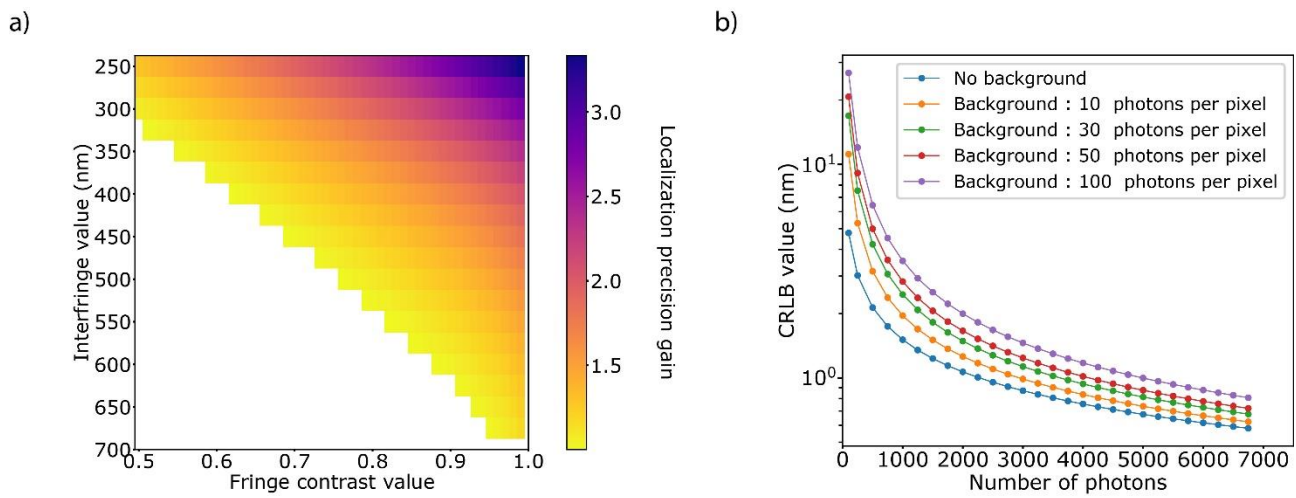 a)
Interfringe value (nm)
250
300
350
400
450
500
550
600
650
700
0.5 0.6 0.7 0.8 0.9 1.0
Fringe contrast value
3.0
2.5
2.0
1.5
Localization precision gain
b)
CRLB value (nm)
10¹
10⁰
No background
Background : 10 photons per pixel
Background : 30 photons per pixel
Background : 50 photons per pixel
Background : 100 photons per pixel
0 1000 2000 3000 4000 5000 6000 7000
Number of photons